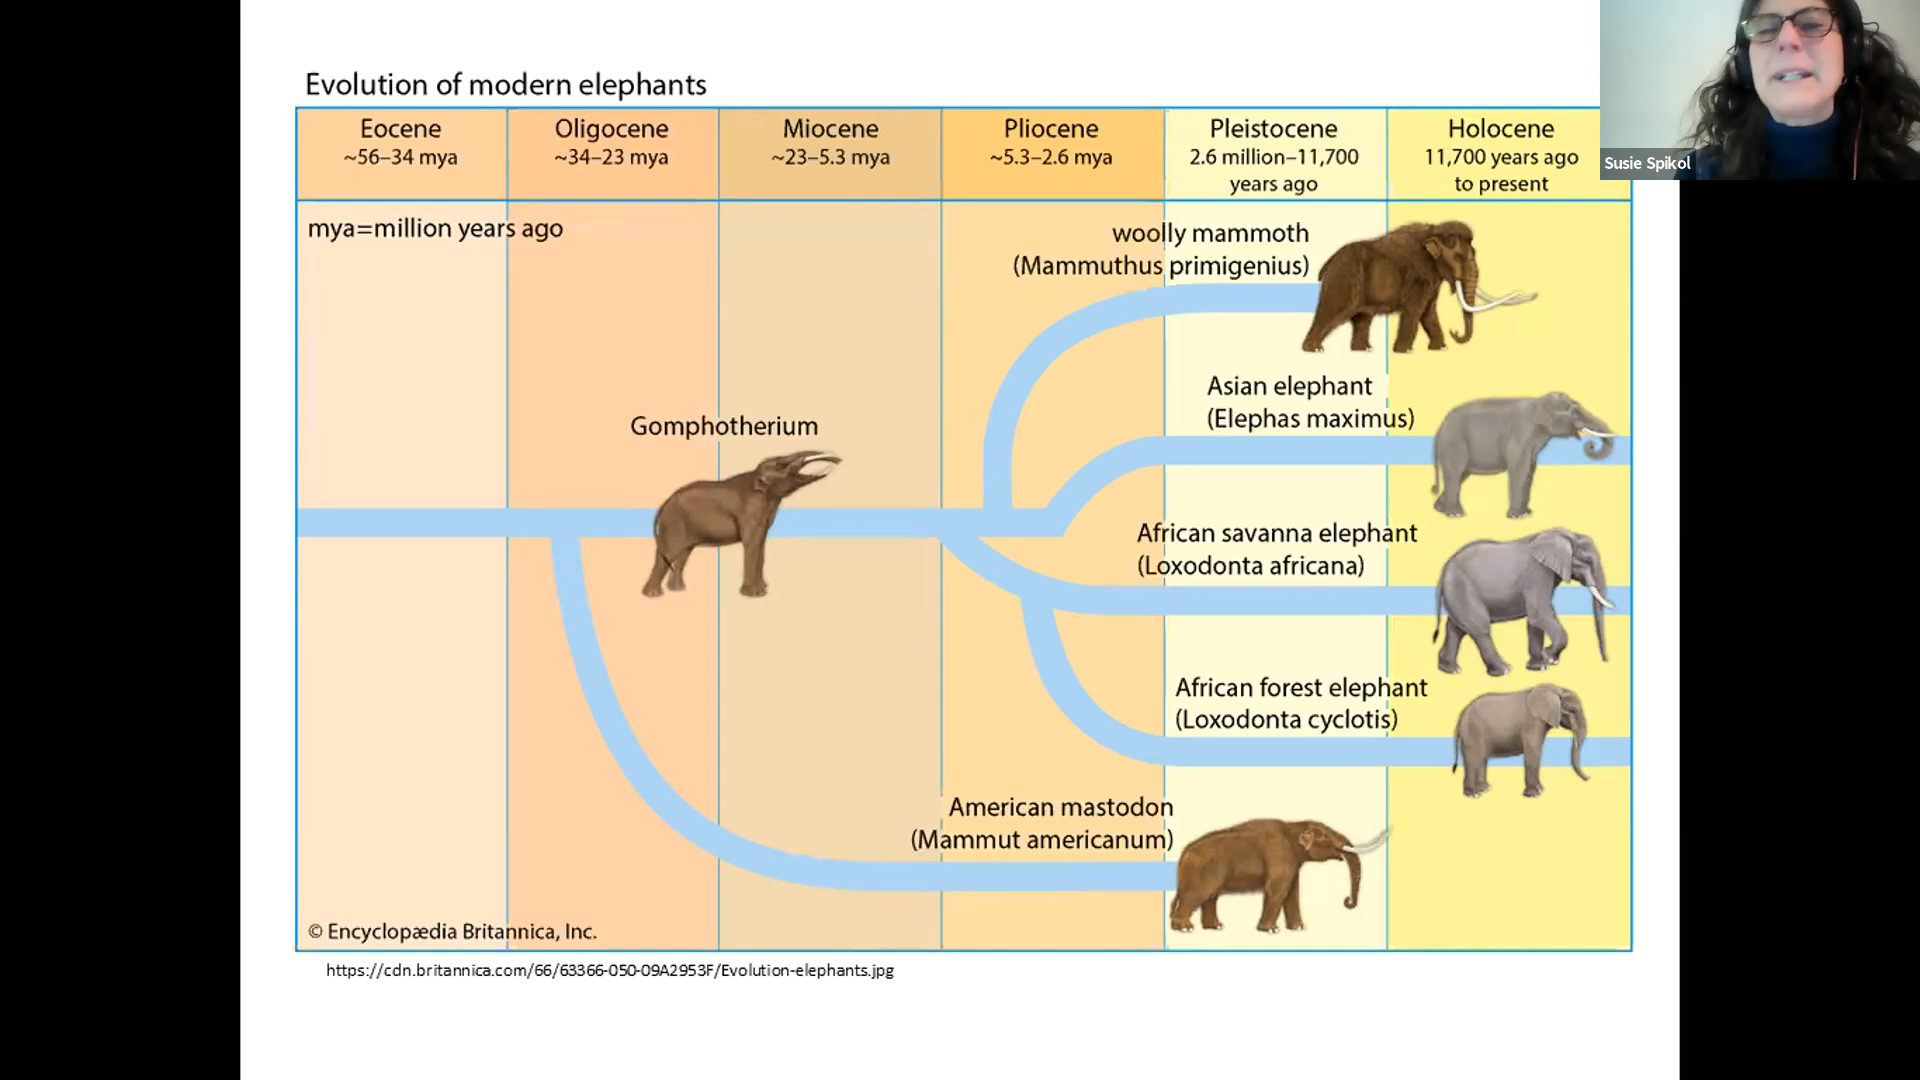 Evolution of modern elephants
Eocene
~56–34 mya
Oligocene
~34–23 mya
Miocene
~23–5.3 mya
Pliocene
~5.3–2.6 mya
Pleistocene
2.6 million–11,700
years ago
Holocene
11,700 years ago
to present
Susie Spikol
mya=million years ago
woolly mammoth
(Mammuthus primigenius)
Asian elephant
(Elephas maximus)
Gomphotherium
African savanna elephant
(Loxodonta africana)
African forest elephant
(Loxodonta cyclotis)
American mastodon
(Mammut americanum)
© Encyclopædia Britannica, Inc.
https://cdn.britannica.com/66/63366-050-09A2953F/Evolution-elephants.jpg